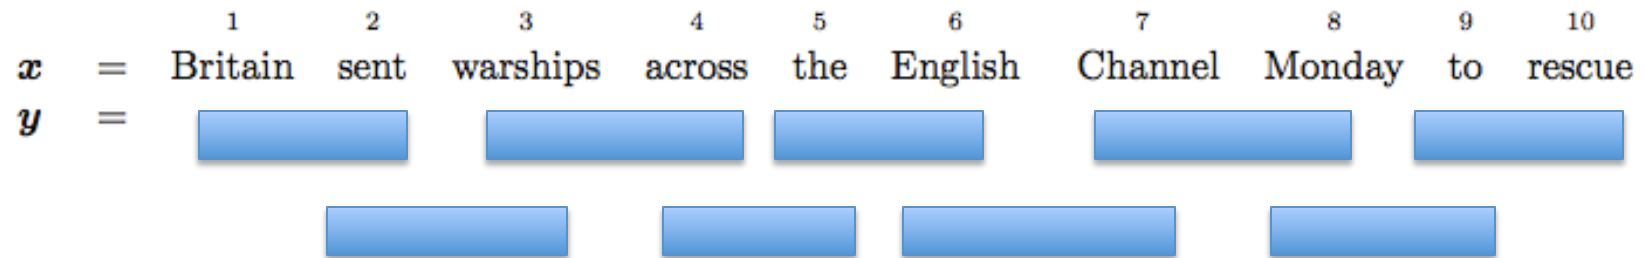 1 2 3 4 5 6 7 8 9 10
x = Britain sent warships across the English Channel Monday to rescue
y =